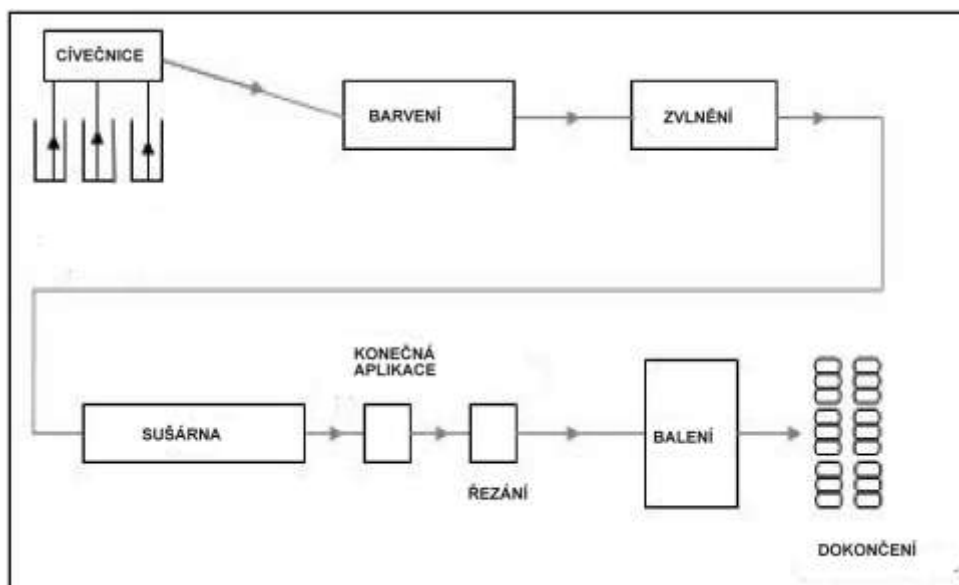 CÍVEČNICE
BARVENÍ
ZVLNĚNÍ
KONEČNÁ
APLIKACE
SUŠÁRNA
ŘEZÁNÍ
BALENÍ
DOKONČENÍ